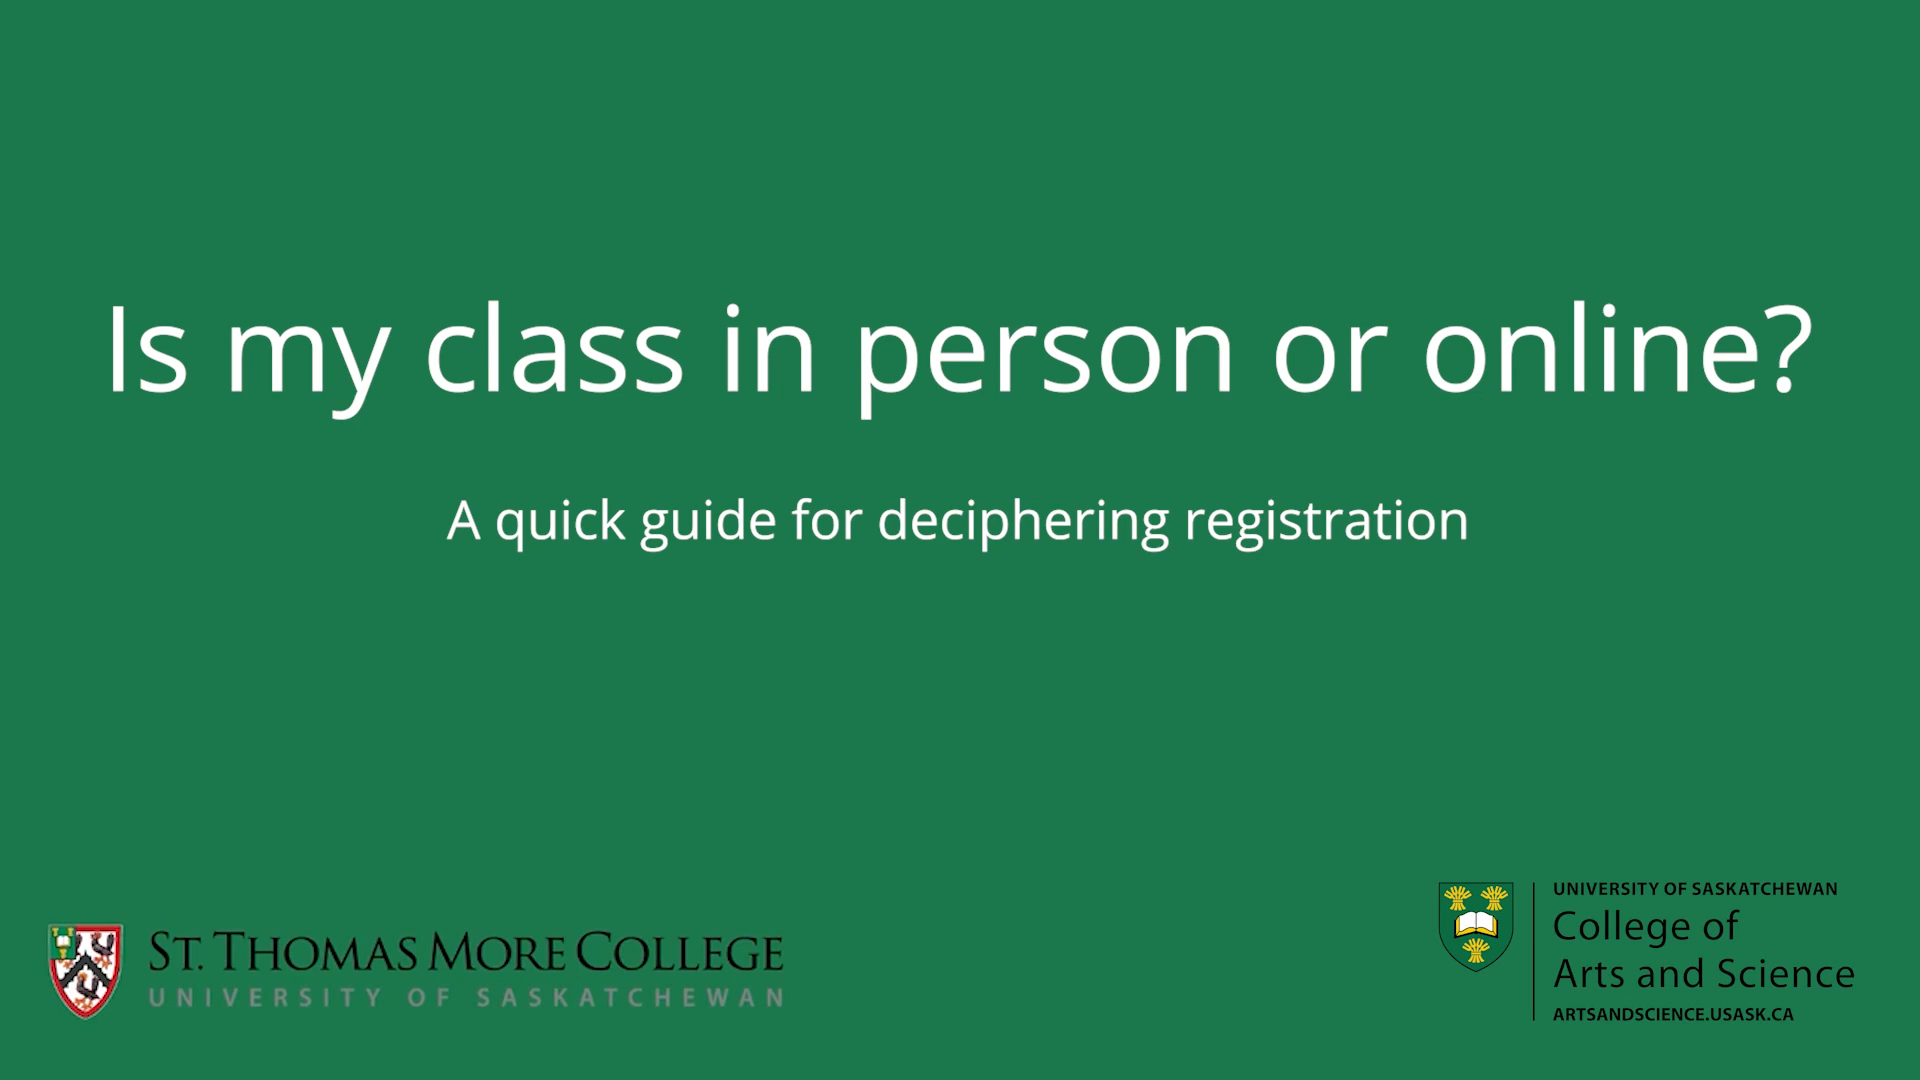 Is my class in person or online?
A quick guide for deciphering registration
ST. THOMAS MORE COLLEGE
UNIVERSITY OF SASKATCHEWAN
UNIVERSITY OF SASKATCHEWAN
College of
Arts and Science
ARTSANDSCIENCE.USASK.CA